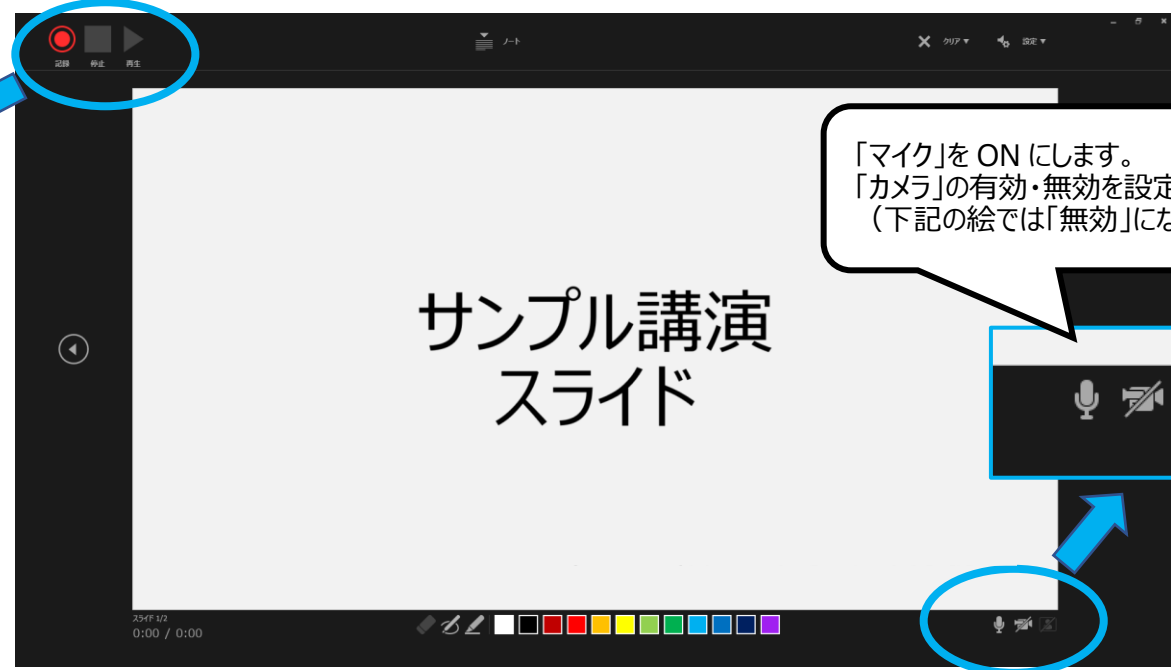 記録 停止 再生
ノート
クリア▼ 設定▼
「マイク」を ON にします。
「カメラ」の有効・無効を設定
（下記の絵では「無効」にな
サンプル講演
スライド
スライド 1/2
0:00 / 0:00